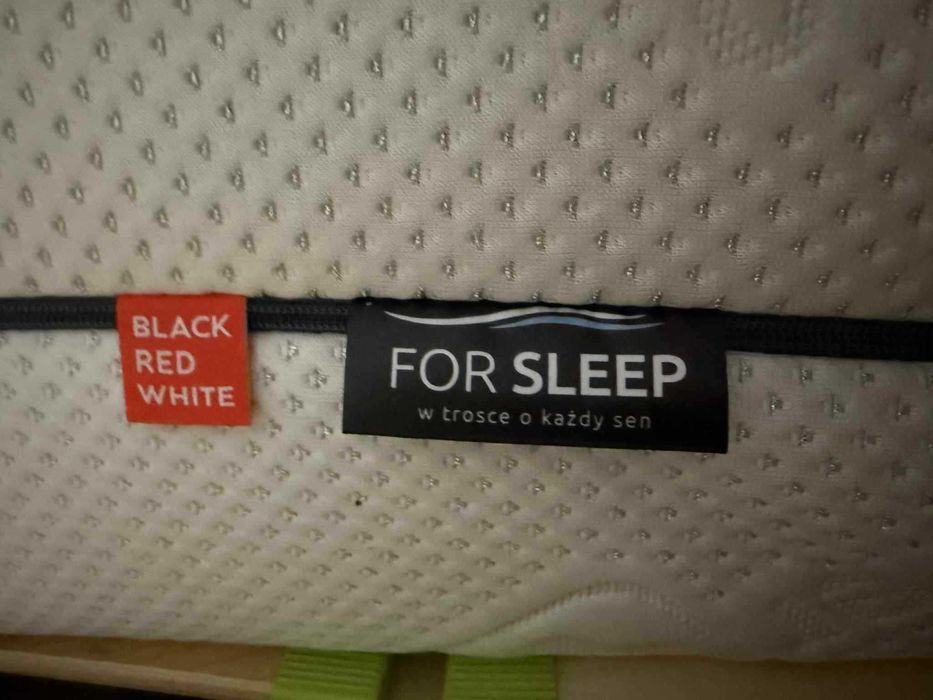 BLACK
RED
WHITE
FOR SLEEP
w trosce o każdy sen